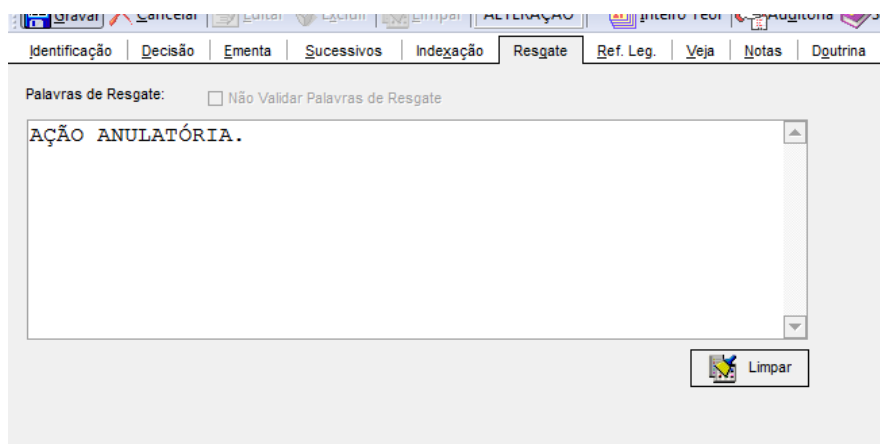 Gravar Cancelar Editar Excluir Limpar ALTERAÇÃO Inteiro Teor Auditoria
Identificação Decisão Ementa Sucessivos Indexação Resgate Ref. Leg. Veja Notas Doutrina
Palavras de Resgate: Não Validar Palavras de Resgate
AÇÃO ANULATÓRIA.
Limpar